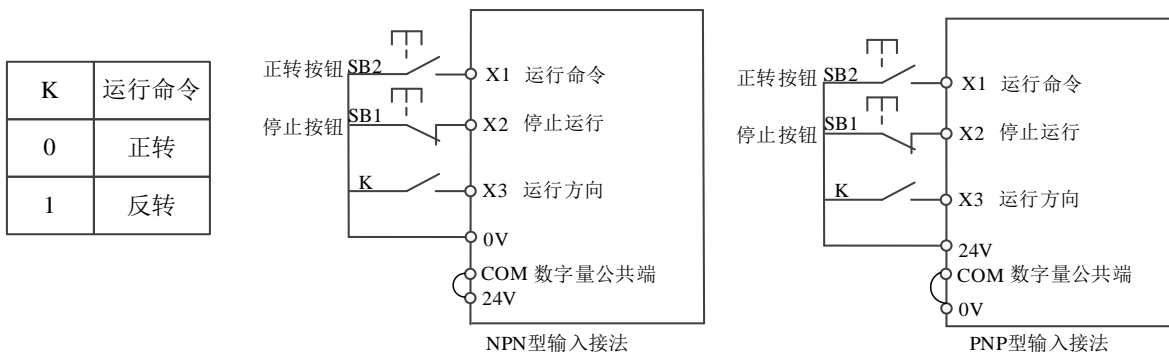 K 运行命令
0 正转
1 反转
正转按钮 SB2 X1 运行命令
停止按钮 SB1 X2 停止运行
K X3 运行方向
0V
COM 数字量公共端
24V
NPN型输入接法
正转按钮 SB2 X1 运行命令
停止按钮 SB1 X2 停止运行
K X3 运行方向
24V
COM 数字量公共端
0V
PNP型输入接法